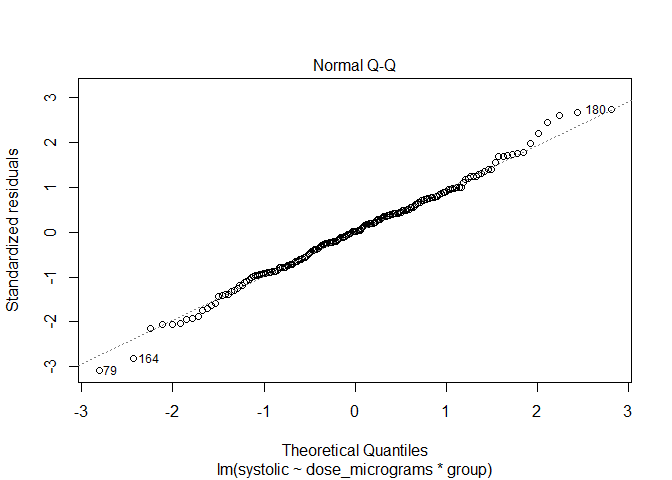 Normal Q-Q
3
2
1
0
-1
-2
-3
Standardized residuals
180
164
79
-3 -2 -1 0 1 2 3
Theoretical Quantiles
lm(systolic ~ dose_micrograms * group)